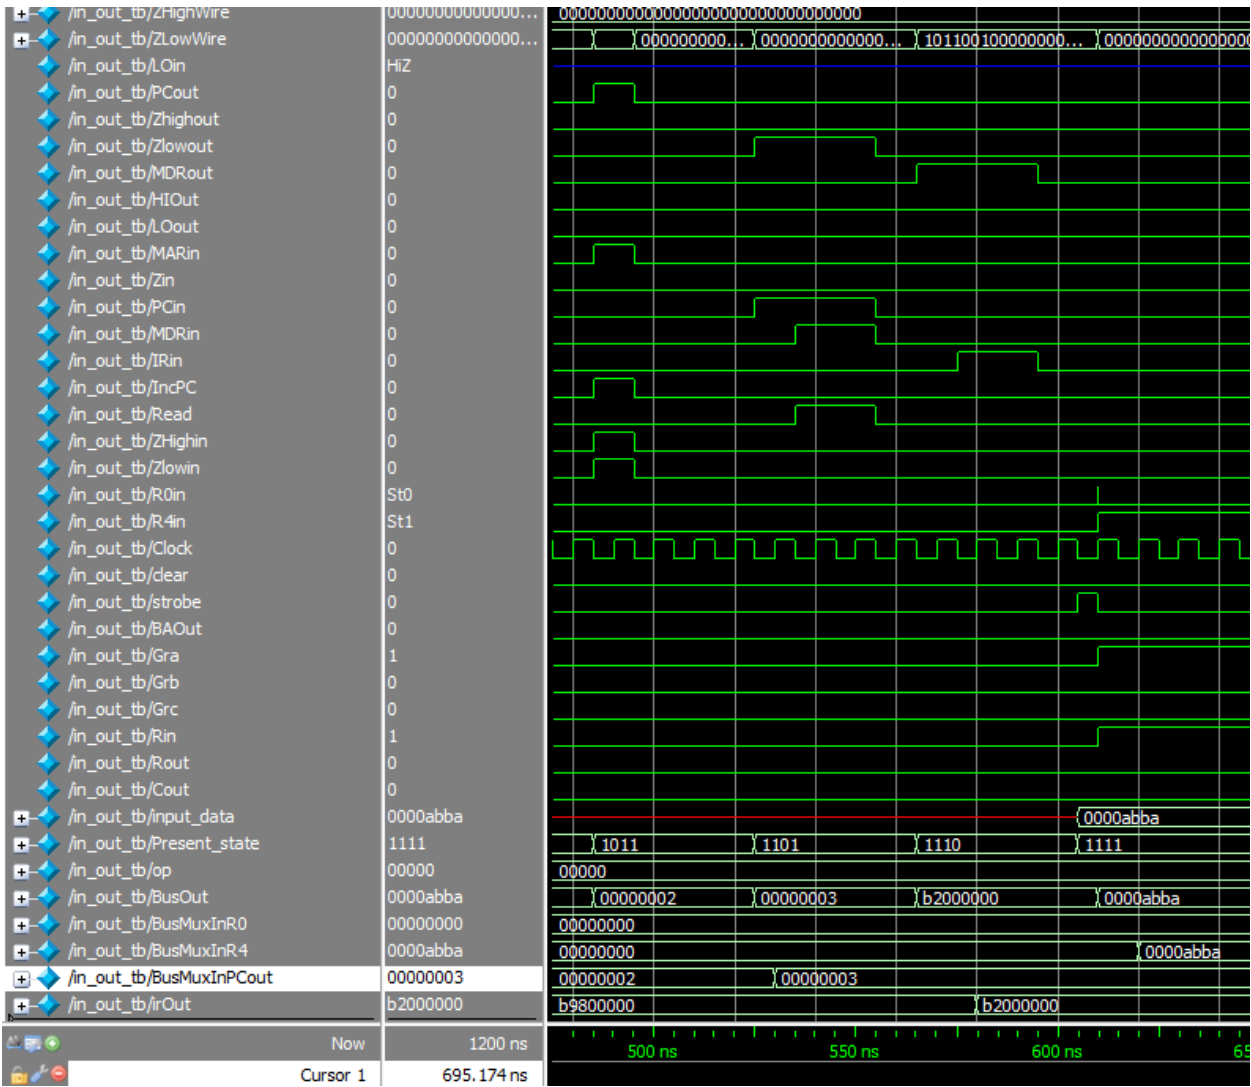 /in_out_tb/ZHighWire 00000000000000... 00000000000000000000000000000000
/in_out_tb/ZLowWire 00000000000000... 000000000... 0000000000000... 101100100000000... 0000000000000000
/in_out_tb/LOin HiZ
/in_out_tb/PCout 0
/in_out_tb/Zhighout 0
/in_out_tb/Zlowout 0
/in_out_tb/MDRout 0
/in_out_tb/HIOut 0
/in_out_tb/LOout 0
/in_out_tb/MARin 0
/in_out_tb/Zin 0
/in_out_tb/PCin 0
/in_out_tb/MDRin 0
/in_out_tb/IRin 0
/in_out_tb/IncPC 0
/in_out_tb/Read 0
/in_out_tb/ZHighin 0
/in_out_tb/Zlowin 0
/in_out_tb/R0in St0
/in_out_tb/R4in St1
/in_out_tb/Clock 0
/in_out_tb/clear 0
/in_out_tb/strobe 0
/in_out_tb/BAOut 0
/in_out_tb/Gra 1
/in_out_tb/Grb 0
/in_out_tb/Grc 0
/in_out_tb/Rin 1
/in_out_tb/Rout 0
/in_out_tb/Cout 0
/in_out_tb/input_data 0000abba 0000abba
/in_out_tb/Present_state 1111 1011 1101 1110 1111
/in_out_tb/op 00000 00000
/in_out_tb/BusOut 0000abba 00000002 00000003 b2000000 0000abba
/in_out_tb/BusMuxInR0 00000000 00000000
/in_out_tb/BusMuxInR4 0000abba 00000000 0000abba
/in_out_tb/BusMuxInPCout 00000003 00000002 00000003
/in_out_tb/irOut b2000000 b9800000 b2000000
Now 1200 ns 500 ns 550 ns 600 ns 65
Cursor 1 695.174 ns